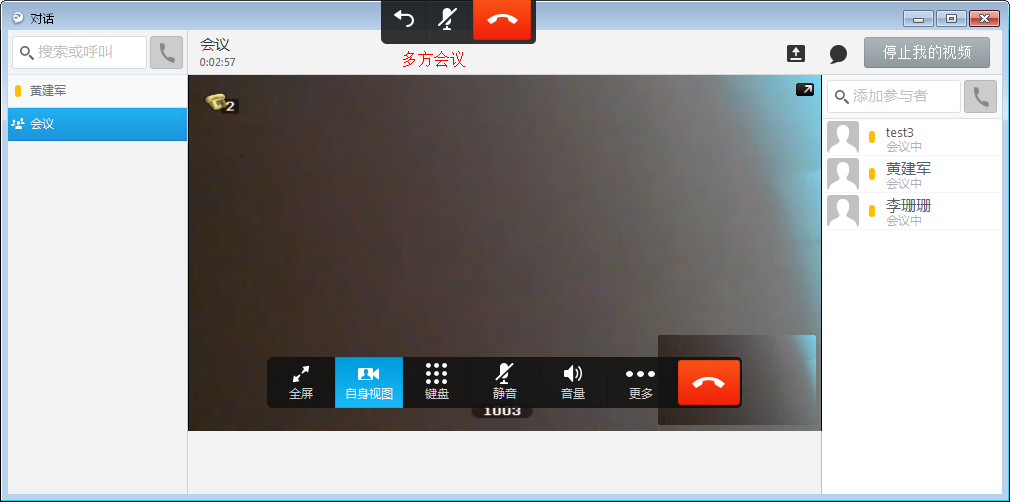 对话
搜索或呼叫
黄建军
会议
会议
0:02:57
多方会议
停止我的视频
2
全屏
自身视图
键盘
静音
音量
更多
1003
添加参与者
test3
会议中
黄建军
会议中
李珊珊
会议中